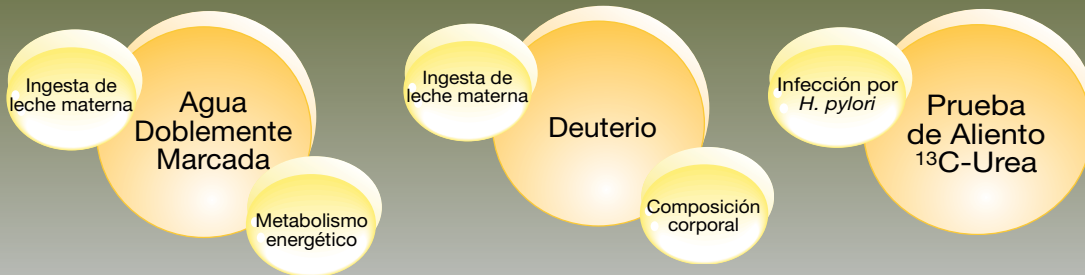 Ingesta de
leche materna
Agua
Doblemente
Marcada
Metabolismo
energético
Ingesta de
leche materna
Deuterio
Composición
corporal
Infección por
H. pylori
Prueba
de Aliento
¹³C-Urea